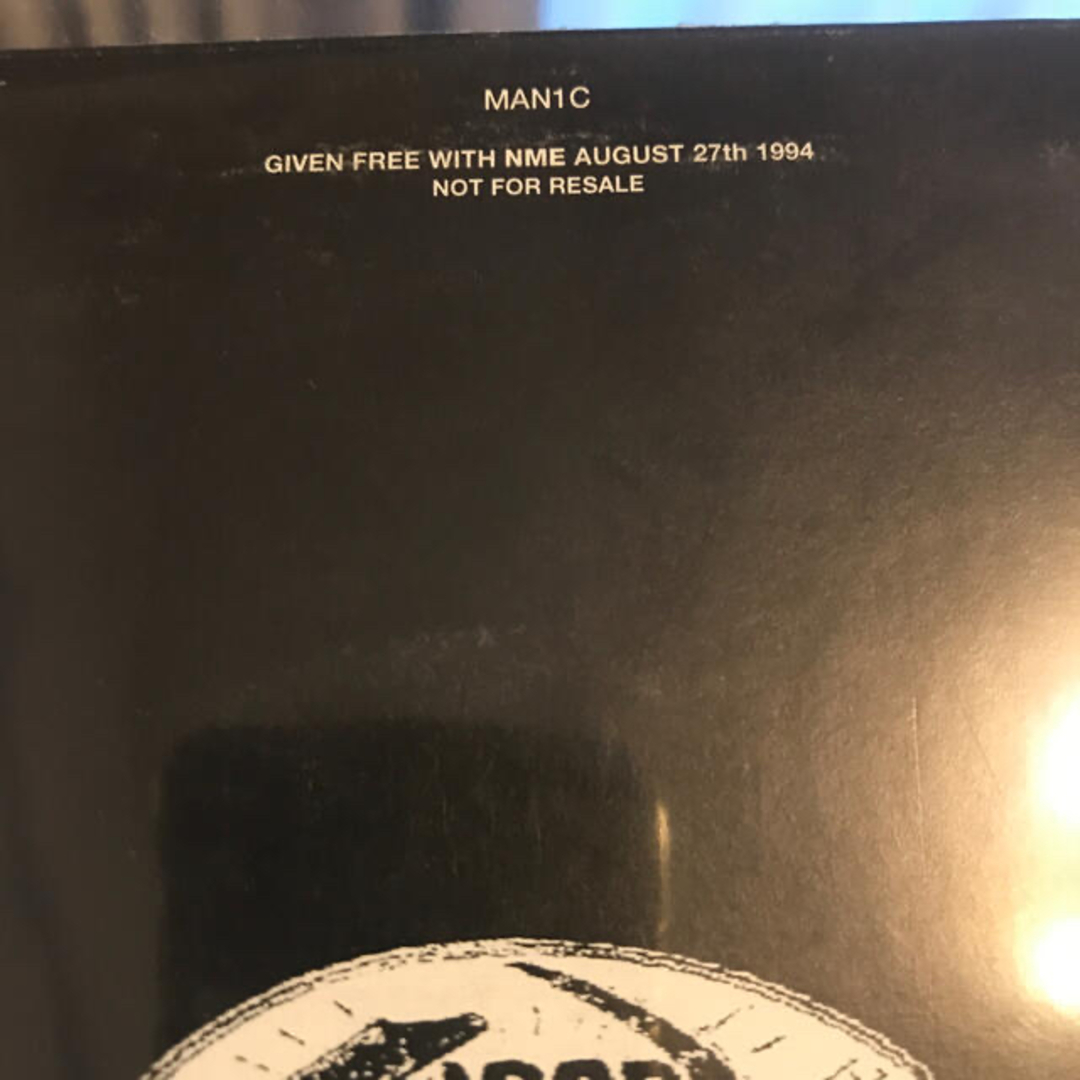 MAN1C
GIVEN FREE WITH NME AUGUST 27th 1994
NOT FOR RESALE